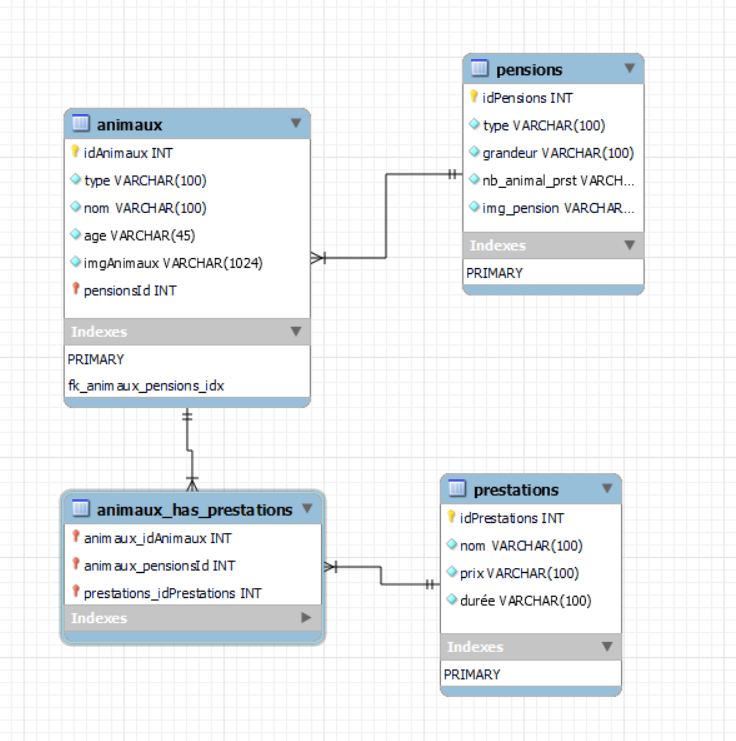 animaux
idAnimaux INT
type VARCHAR(100)
nom VARCHAR(100)
age VARCHAR(45)
imgAnimaux VARCHAR(1024)
pensionsId INT
Indexes
PRIMARY
fk_animaux_pensions_idx
pensions
idPensions INT
type VARCHAR(100)
grandeur VARCHAR(100)
nb_animal_prst VARCH...
img_pension VARCHAR...
Indexes
PRIMARY
animaux_has_prestations
animaux_idAnimaux INT
animaux_pensionsId INT
prestations_idPrestations INT
Indexes
prestations
idPrestations INT
nom VARCHAR(100)
prix VARCHAR(100)
durée VARCHAR(100)
Indexes
PRIMARY